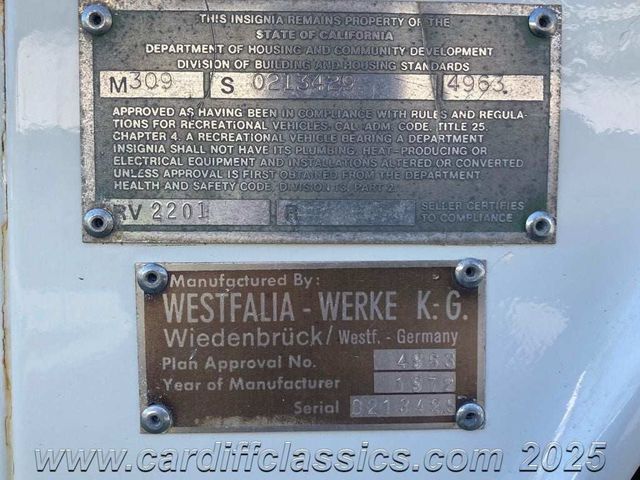 THIS INSIGNIA REMAINS PROPERTY OF THE
STATE OF CALIFORNIA
DEPARTMENT OF HOUSING AND COMMUNITY DEVELOPMENT
DIVISION OF BUILDING AND HOUSING STANDARDS
M309 S 0213429 4963
APPROVED AS HAVING BEEN IN COMPLIANCE WITH RULES AND REGULA-
TIONS FOR RECREATIONAL VEHICLES. CAL. ADM. CODE, TITLE 25,
CHAPTER 4. A RECREATIONAL VEHICLE BEARING A DEPARTMENT
INSIGNIA SHALL NOT HAVE ITS PLUMBING, HEAT-PRODUCING OR
ELECTRICAL EQUIPMENT AND INSTALLATIONS ALTERED OR CONVERTED
UNLESS APPROVAL IS FIRST OBTAINED FROM THE DEPARTMENT.
HEALTH AND SAFETY CODE, DIVISION 13, PART 2.
RV 2201 R SELLER CERTIFIES
TO COMPLIANCE
Manufactured By:
WESTFALIA - WERKE K.-G.
Wiedenbrück/Westf. - Germany
Plan Approval No. 4963
Year of Manufacturer
Serial
www.cardiffclassics.com 2025